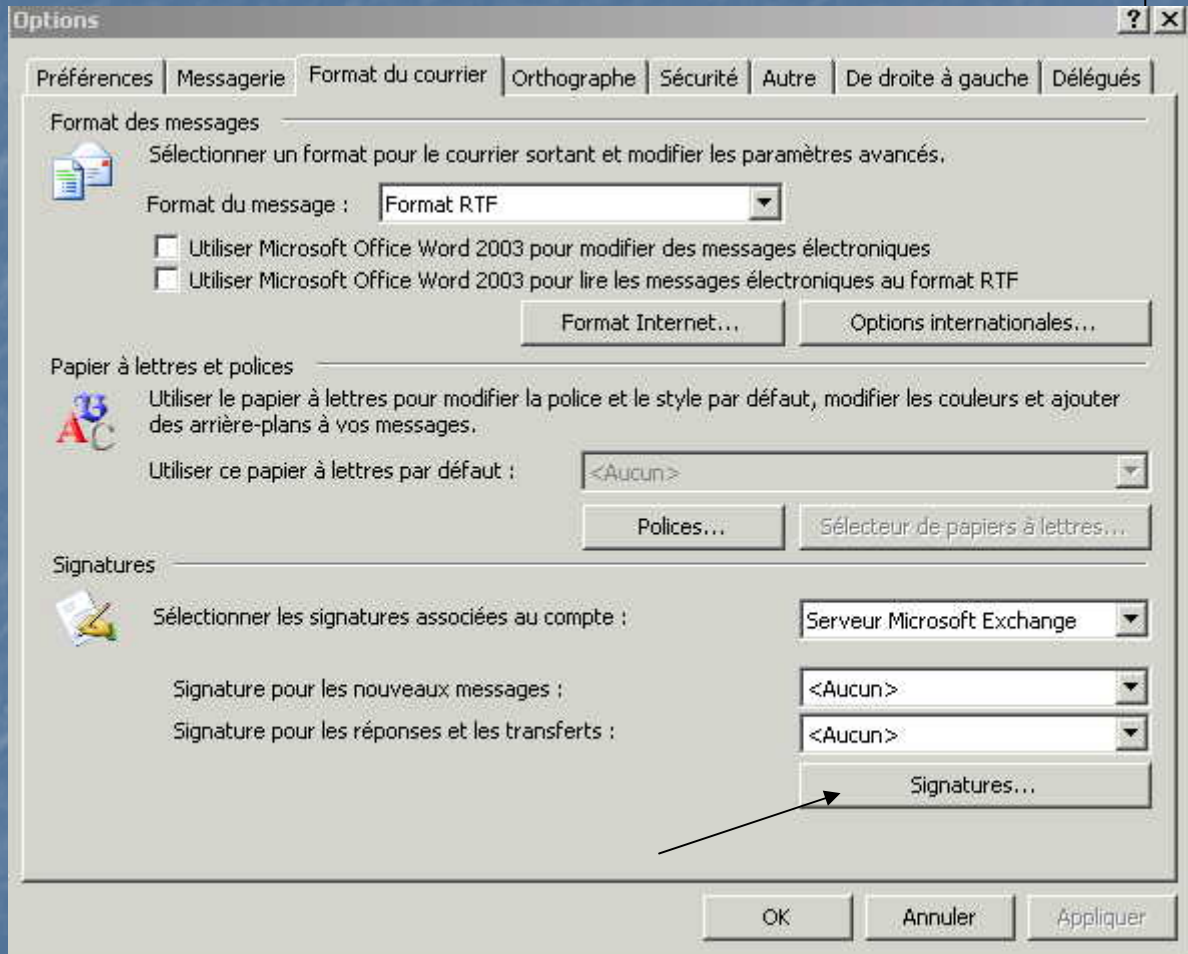 Options
Préférences Messagerie Format du courrier Orthographe Sécurité Autre De droite à gauche Délégués
Format des messages
Sélectionner un format pour le courrier sortant et modifier les paramètres avancés.
Format du message : Format RTF
Utiliser Microsoft Office Word 2003 pour modifier des messages électroniques
Utiliser Microsoft Office Word 2003 pour lire les messages électroniques au format RTF
Format Internet... Options internationales...
Papier à lettres et polices
Utiliser le papier à lettres pour modifier la police et le style par défaut, modifier les couleurs et ajouter
des arrière-plans à vos messages.
Utiliser ce papier à lettres par défaut : <Aucun>
Polices... Sélecteur de papiers à lettres...
Signatures
Sélectionner les signatures associées au compte : Serveur Microsoft Exchange
Signature pour les nouveaux messages : <Aucun>
Signature pour les réponses et les transferts : <Aucun>
Signatures...
OK Annuler Appliquer